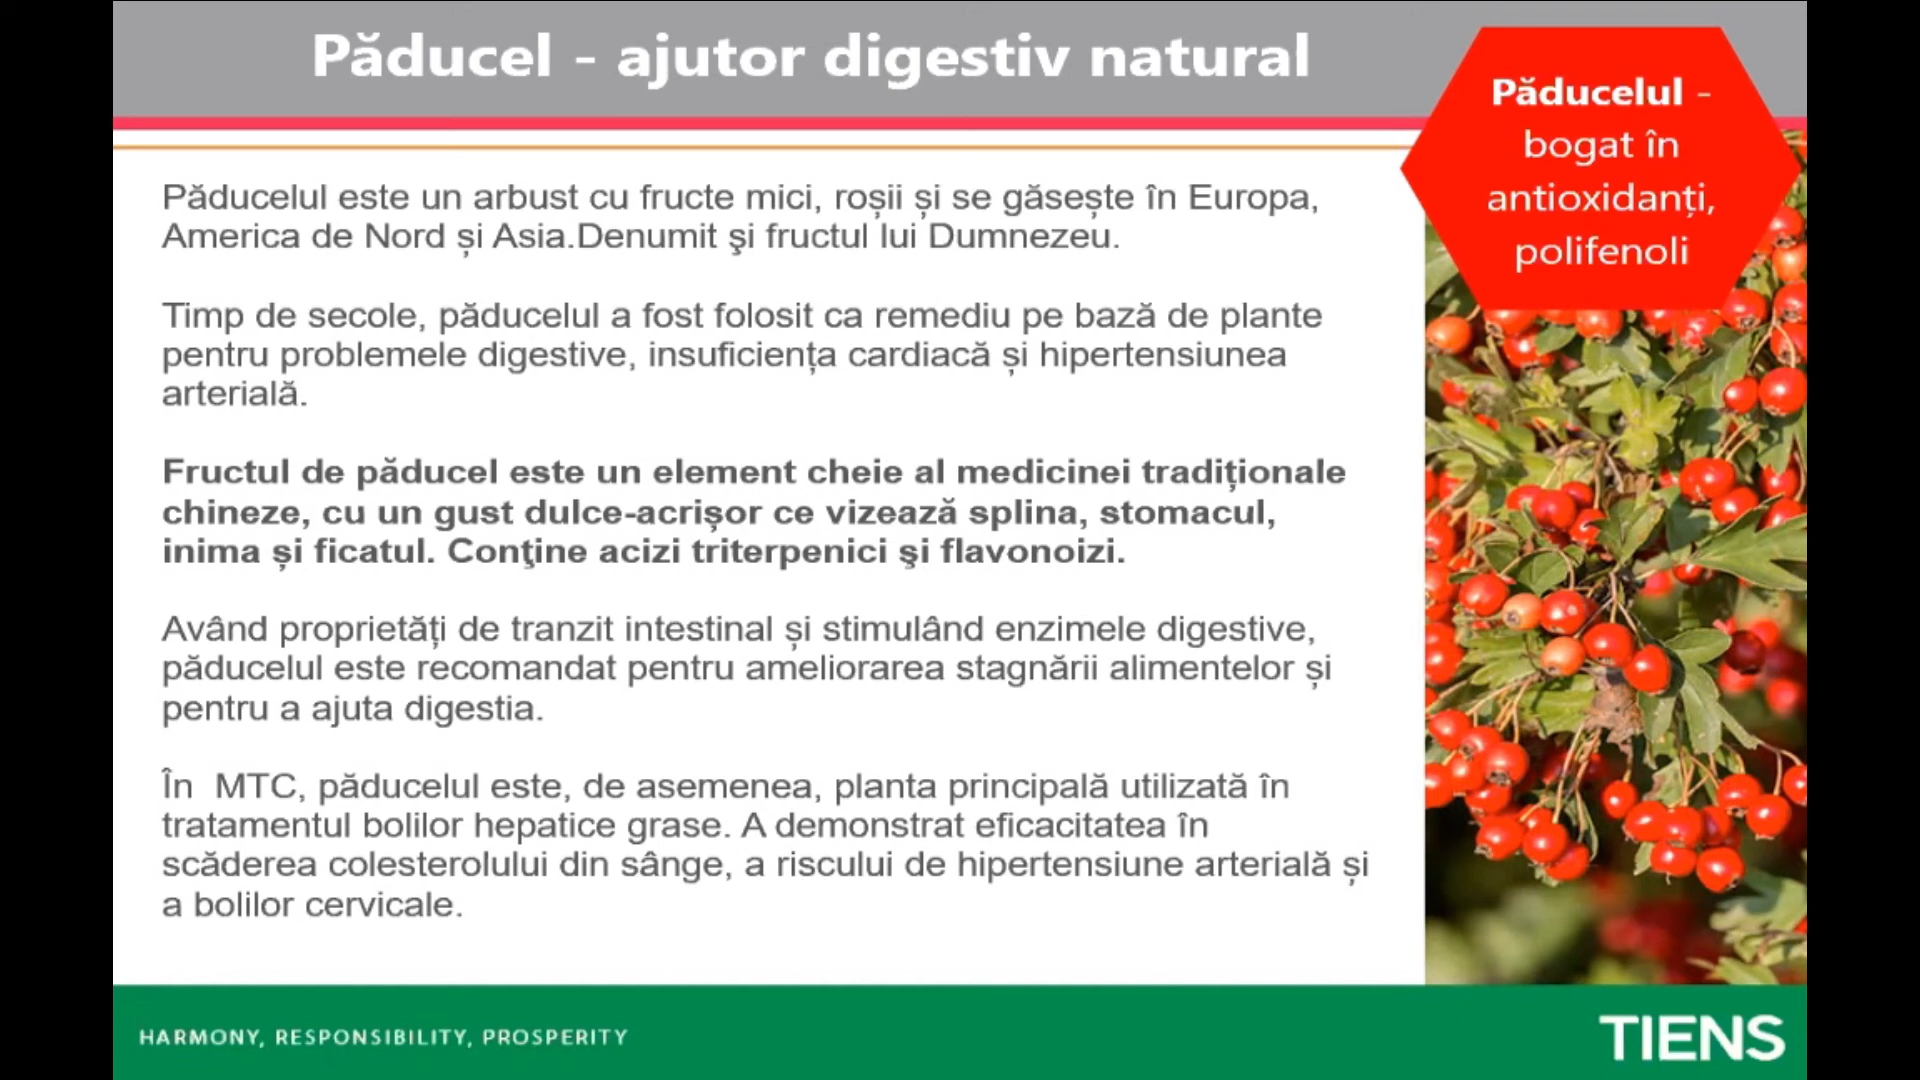 Păducel - ajutor digestiv natural
Păducelul -
bogat în
antioxidanți,
polifenoli
Păducelul este un arbust cu fructe mici, roșii și se găsește în Europa,
America de Nord și Asia.Denumit şi fructul lui Dumnezeu.
Timp de secole, păducelul a fost folosit ca remediu pe bază de plante
pentru problemele digestive, insuficiența cardiacă și hipertensiunea
arterială.
Fructul de păducel este un element cheie al medicinei tradiționale
chineze, cu un gust dulce-acrișor ce vizează splina, stomacul,
inima și ficatul. Conţine acizi triterpenici şi flavonoizi.
Având proprietăți de tranzit intestinal și stimulând enzimele digestive,
păducelul este recomandat pentru ameliorarea stagnării alimentelor și
pentru a ajuta digestia.
În  MTC, păducelul este, de asemenea, planta principală utilizată în
tratamentul bolilor hepatice grase. A demonstrat eficacitatea în
scăderea colesterolului din sânge, a riscului de hipertensiune arterială și
a bolilor cervicale.
HARMONY, RESPONSIBILITY, PROSPERITY
TIENS